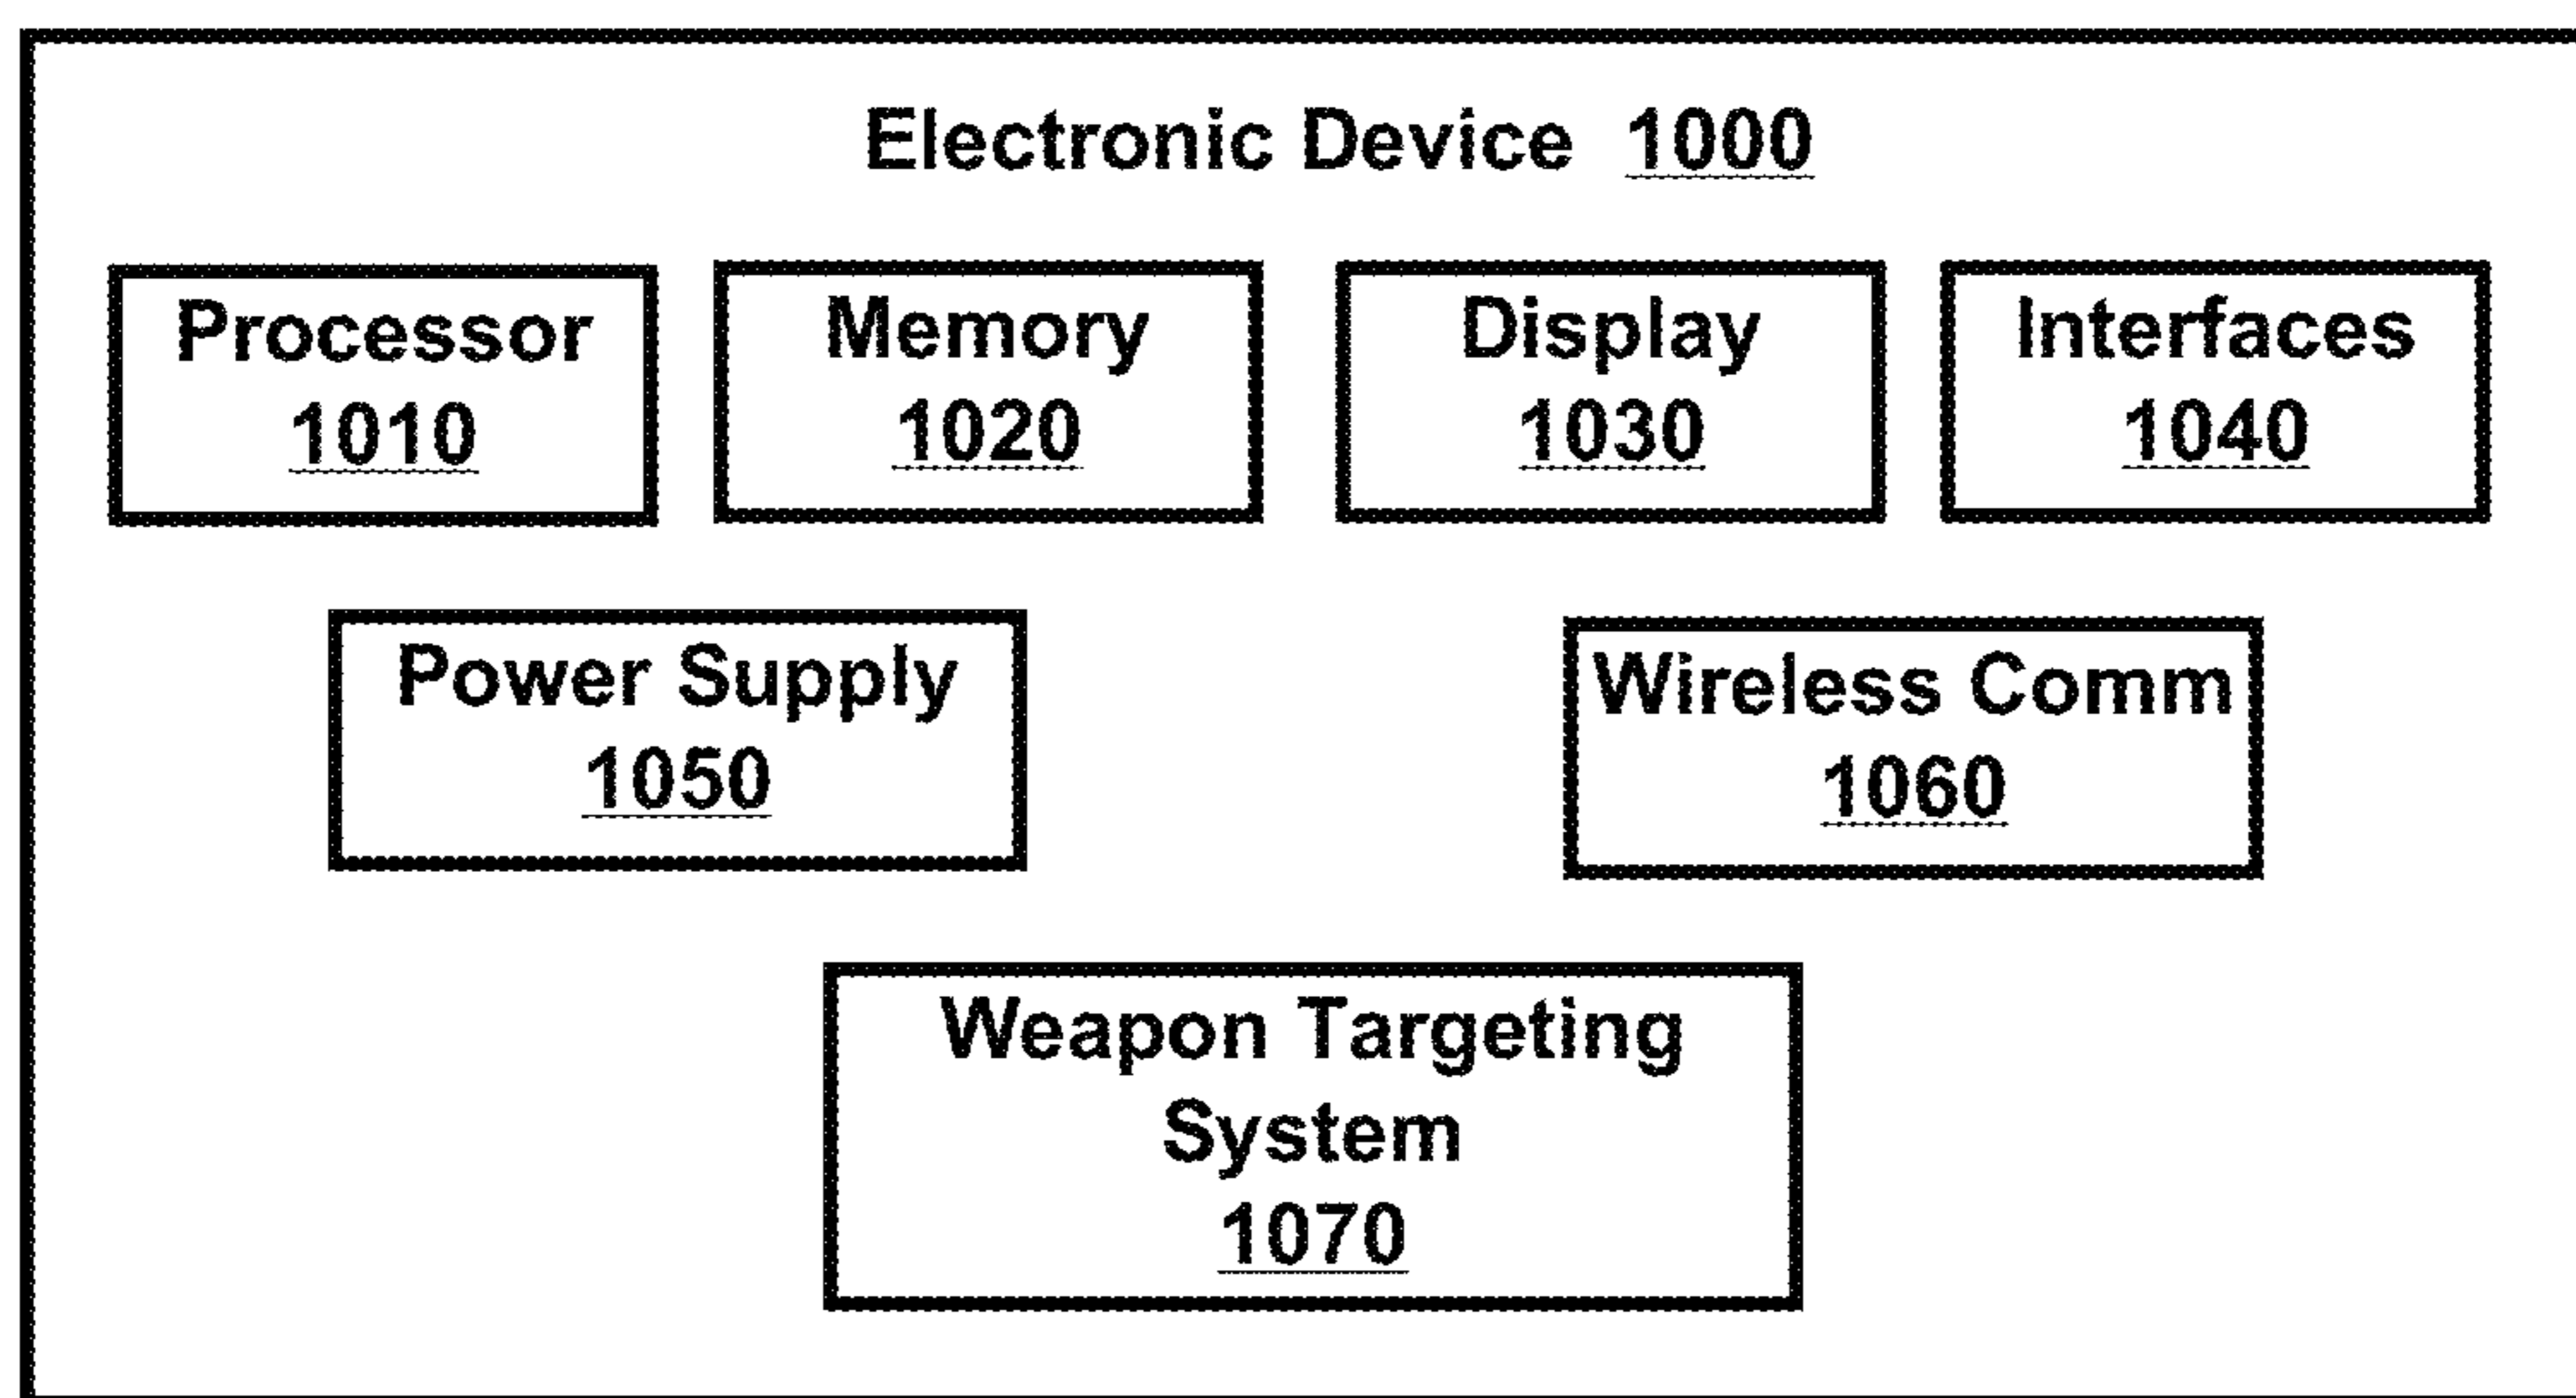 Electronic Device 1000
Processor
1010
Memory
1020
Display
1030
Interfaces
1040
Power Supply
1050
Wireless Comm
1060
Weapon Targeting
System
1070